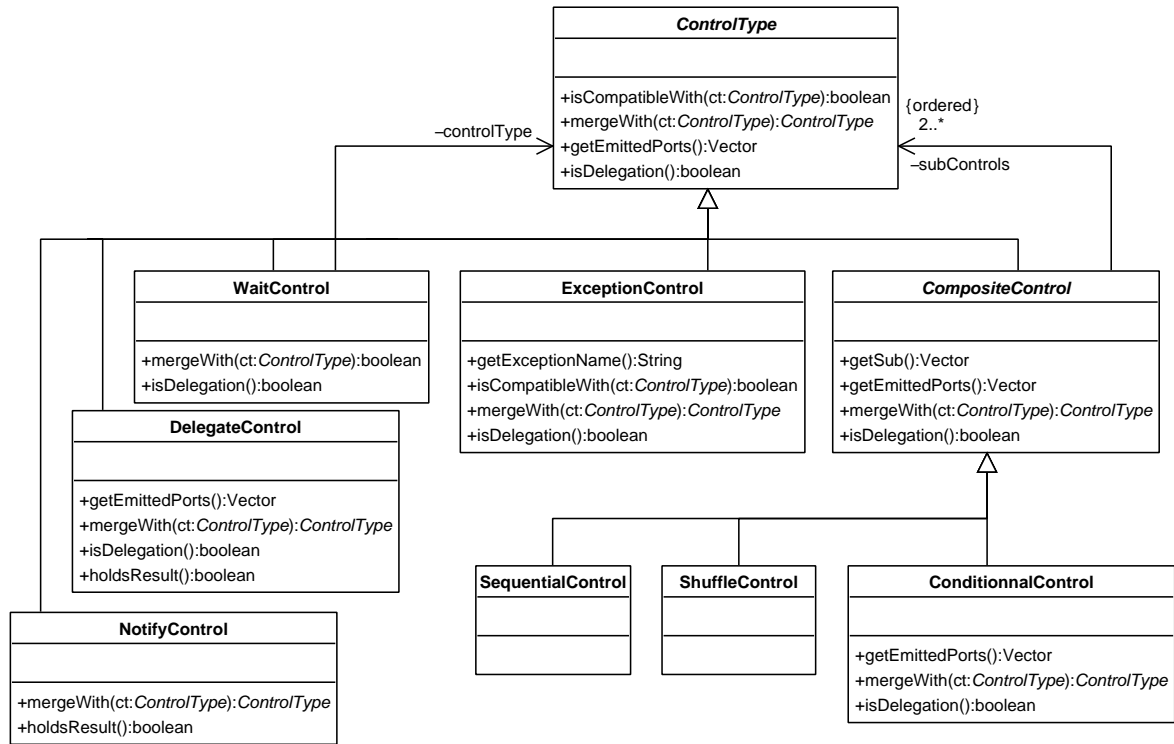 ControlType
+isCompatibleWith(ct:ControlType):boolean
+mergeWith(ct:ControlType):ControlType
+getEmittedPorts():Vector
+isDelegation():boolean
–controlType
{ordered}
2..*
–subControls
WaitControl
+mergeWith(ct:ControlType):boolean
+isDelegation():boolean
ExceptionControl
+getExceptionName():String
+isCompatibleWith(ct:ControlType):boolean
+mergeWith(ct:ControlType):ControlType
+isDelegation():boolean
CompositeControl
+getSub():Vector
+getEmittedPorts():Vector
+mergeWith(ct:ControlType):ControlType
+isDelegation():boolean
DelegateControl
+getEmittedPorts():Vector
+mergeWith(ct:ControlType):ControlType
+isDelegation():boolean
+holdsResult():boolean
SequentialControl
ShuffleControl
ConditionnalControl
+getEmittedPorts():Vector
+mergeWith(ct:ControlType):ControlType
+isDelegation():boolean
NotifyControl
+mergeWith(ct:ControlType):ControlType
+holdsResult():boolean